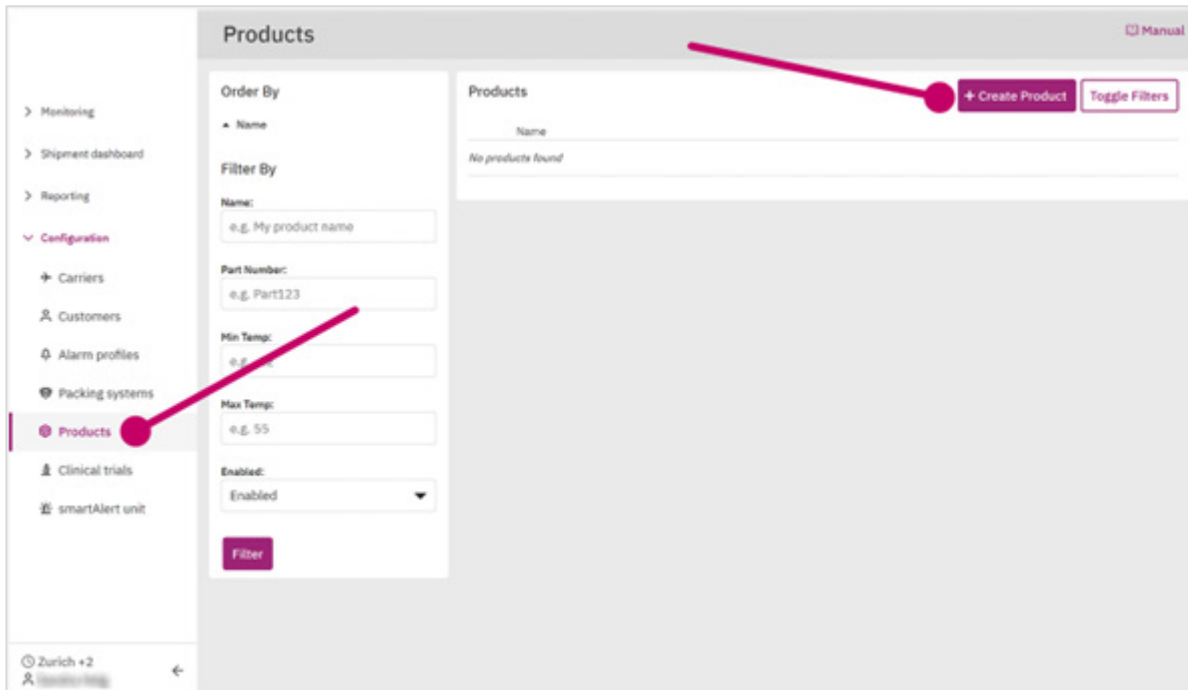 Products
Manual
Monitoring
Shipment dashboard
Reporting
Configuration
Carriers
Customers
Alarm profiles
Packing systems
Products
Clinical trials
smartAlert unit
Zurich +2
Order By
Name
Filter By
Name:
e.g. My product name
Part Number:
e.g. Part123
Min Temp:
e.g.
Max Temp:
e.g. 55
Enabled:
Enabled
Filter
Products
+ Create Product
Toggle Filters
Name
No products found